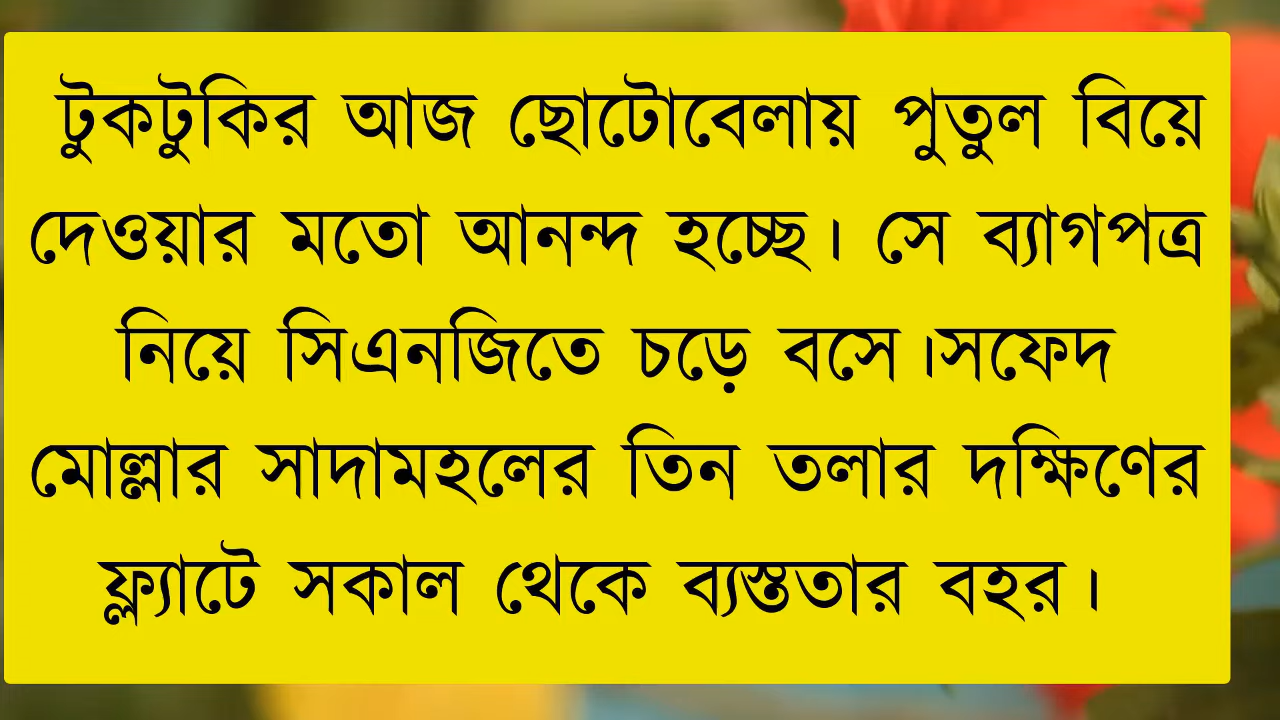 টুকটুকির আজ ছোটোবেলায় পুতুল বিয়ে
দেওয়ার মতো আনন্দ হচ্ছে। সে ব্যাগপত্র
নিয়ে সিএনজিতে চড়ে বসে।সফেদ
মোল্লার সাদামহলের তিন তলার দক্ষিণের
ফ্ল্যাটে সকাল থেকে ব্যস্ততার বহর।